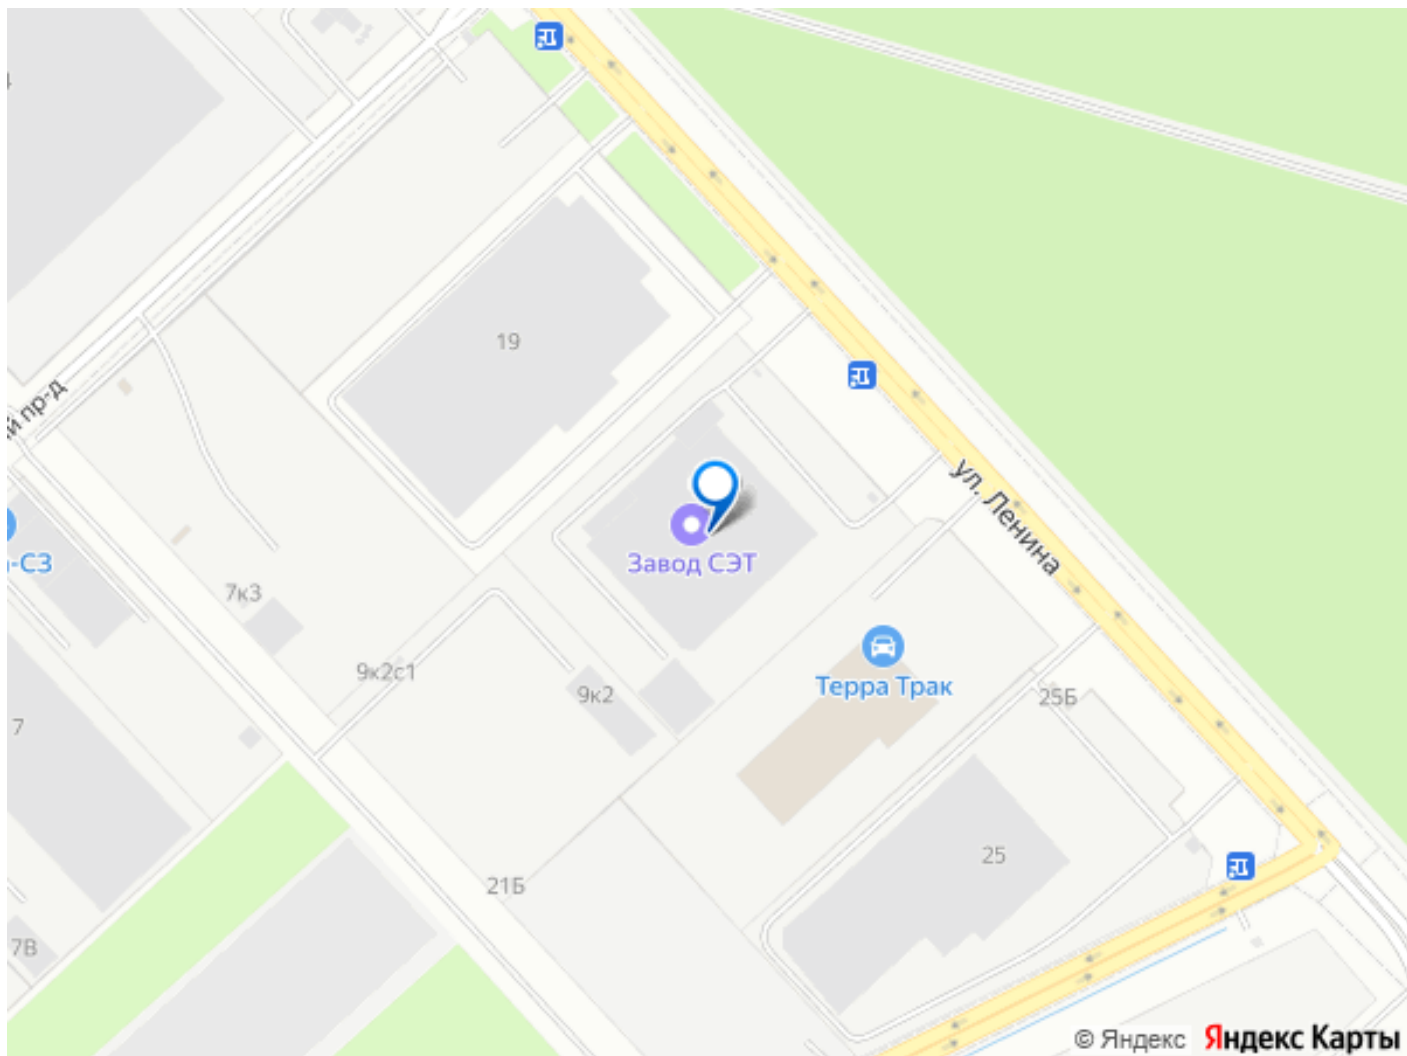 19
пр-д
ул. Ленина
Завод СЭТ
-СЗ
7к3
9к2с1
9к2
Терра Трак
25Б
7
25
21Б
7В
© Яндекс Яндекс Карты